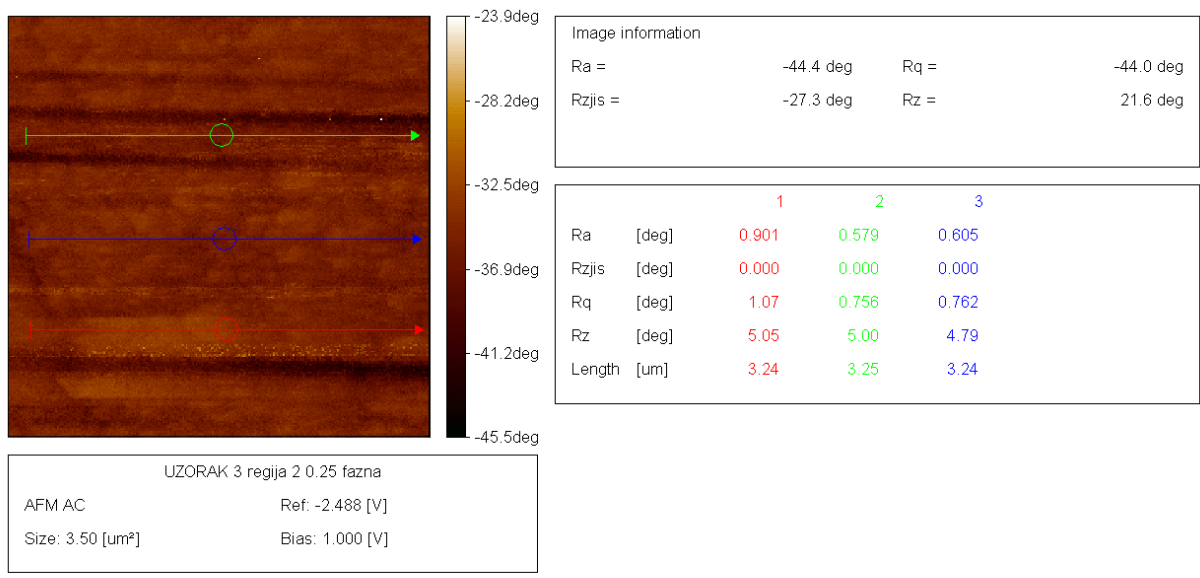 -23.9deg
-28.2deg
-32.5deg
-36.9deg
-41.2deg
-45.5deg
Image information
Ra = -44.4 deg Rq = -44.0 deg
Rzjis = -27.3 deg Rz = 21.6 deg
1 2 3
Ra [deg] 0.901 0.579 0.605
Rzjis [deg] 0.000 0.000 0.000
Rq [deg] 1.07 0.756 0.762
Rz [deg] 5.05 5.00 4.79
Length [um] 3.24 3.25 3.24
UZORAK 3 regija 2 0.25 fazna
AFM AC Ref: -2.488 [V]
Size: 3.50 [um²] Bias: 1.000 [V]